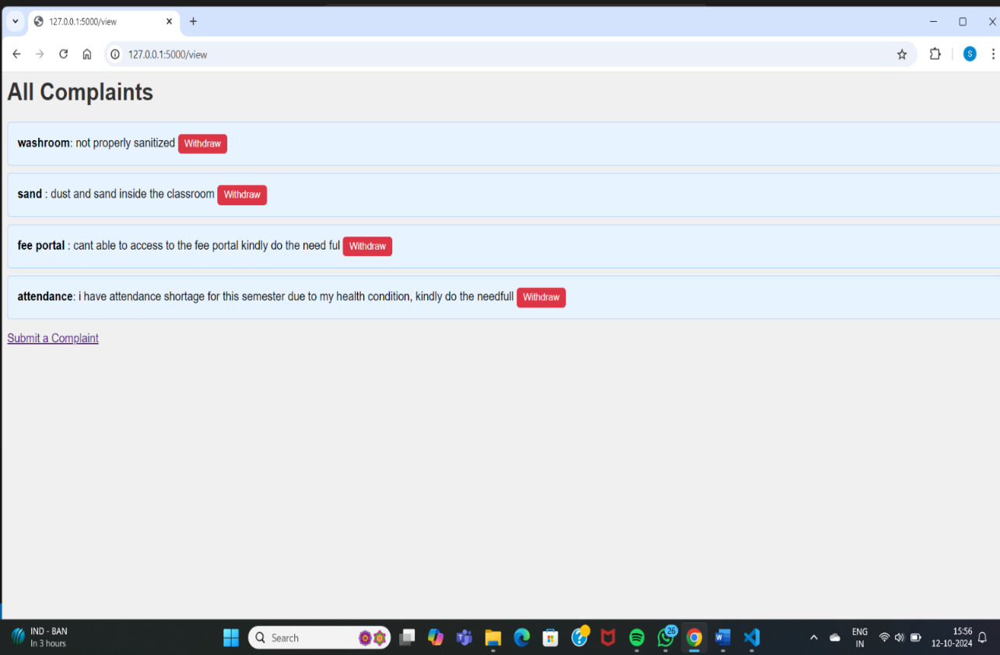 127.0.0.1:5000/view
127.0.0.1:5000/view
S
All Complaints
washroom: not properly sanitized Withdraw
sand : dust and sand inside the classroom Withdraw
fee portal : cant able to access to the fee portal kindly do the need ful Withdraw
attendance: i have attendance shortage for this semester due to my health condition, kindly do the needfull Withdraw
Submit a Complaint
IND - BAN
In 3 hours
Search
26
ENG
IN
15:56
12-10-2024